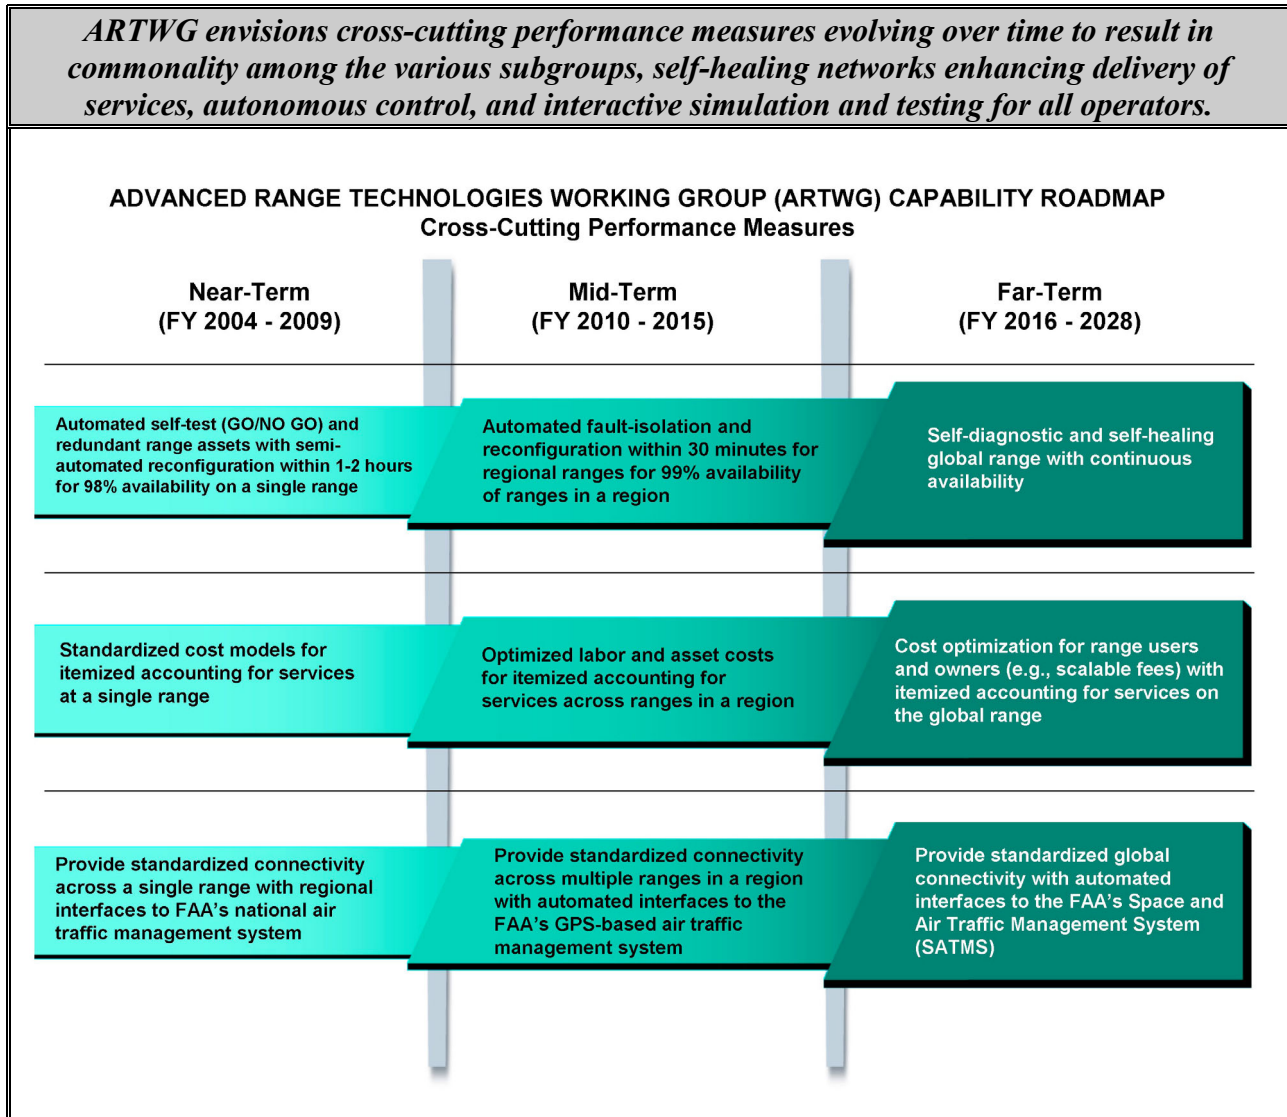 ARTWG envisions cross-cutting performance measures evolving over time to result in
commonality among the various subgroups, self-healing networks enhancing delivery of
services, autonomous control, and interactive simulation and testing for all operators.
ADVANCED RANGE TECHNOLOGIES WORKING GROUP (ARTWG) CAPABILITY ROADMAP
Cross-Cutting Performance Measures
Near-Term
(FY 2004 - 2009)
Mid-Term
(FY 2010 - 2015)
Far-Term
(FY 2016 - 2028)
Automated self-test (GO/NO GO) and
redundant range assets with semi-
automated reconfiguration within 1-2 hours
for 98% availability on a single range
Automated fault-isolation and
reconfiguration within 30 minutes for
regional ranges for 99% availability
of ranges in a region
Self-diagnostic and self-healing
global range with continuous
availability
Standardized cost models for
itemized accounting for services
at a single range
Optimized labor and asset costs
for itemized accounting for
services across ranges in a region
Cost optimization for range users
and owners (e.g., scalable fees) with
itemized accounting for services on
the global range
Provide standardized connectivity
across a single range with regional
interfaces to FAA's national air
traffic management system
Provide standardized connectivity
across multiple ranges in a region
with automated interfaces to the
FAA's GPS-based air traffic
management system
Provide standardized global
connectivity with automated
interfaces to the FAA's Space and
Air Traffic Management System
(SATMS)